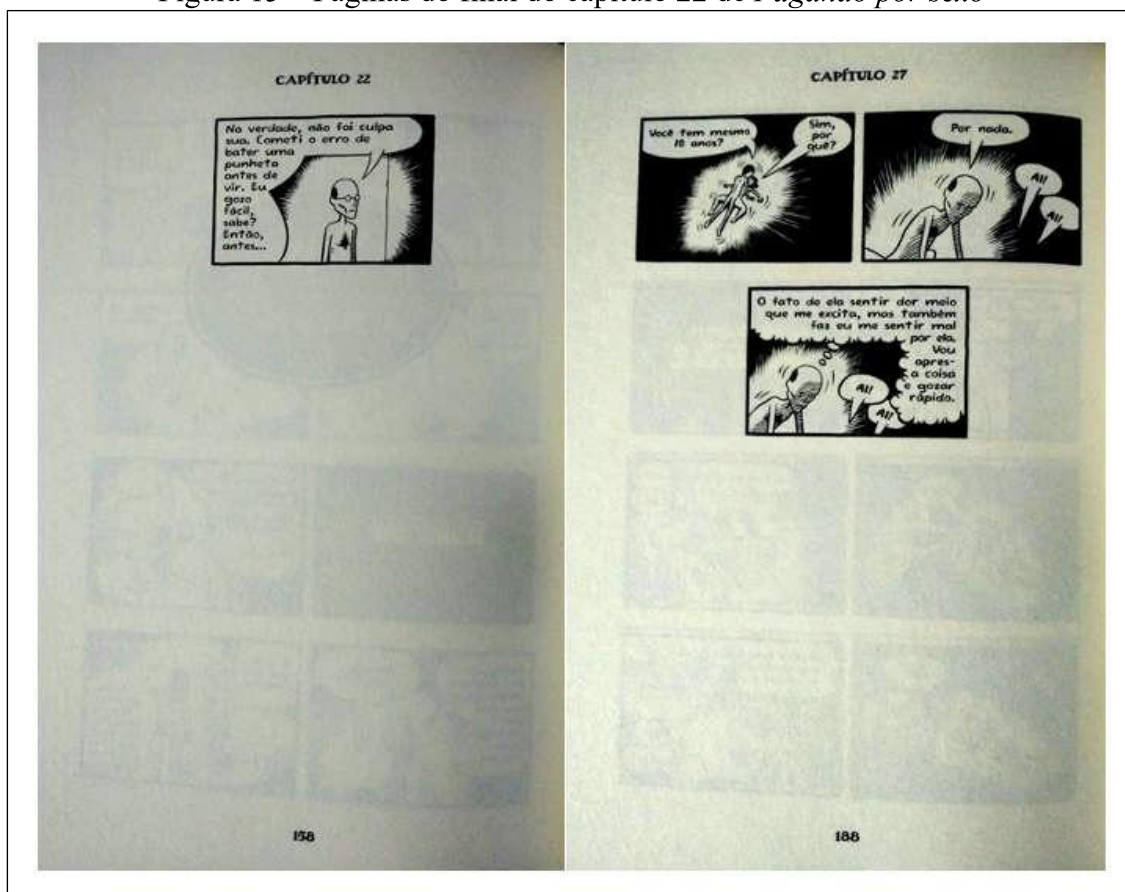 Páginas do final do capítulo 22 de Pagando por sexo
CAPÍTULO 22
Na verdade, não foi culpa
sua. Cometi o erro de
bater uma
punheta
antes de
vir. Eu
gozo
fácil,
sabe?
Então,
antes...
158
CAPÍTULO 27
Você tem mesmo
18 anos?
Sim,
por
quê?
Por nada.
AI!
AI!
O fato de ela sentir dor meio
que me excita, mas também
faz eu me sentir mal
por ela.
Vou
apres-
a coisa
e gozar
rápido.
AI!
AI!
188